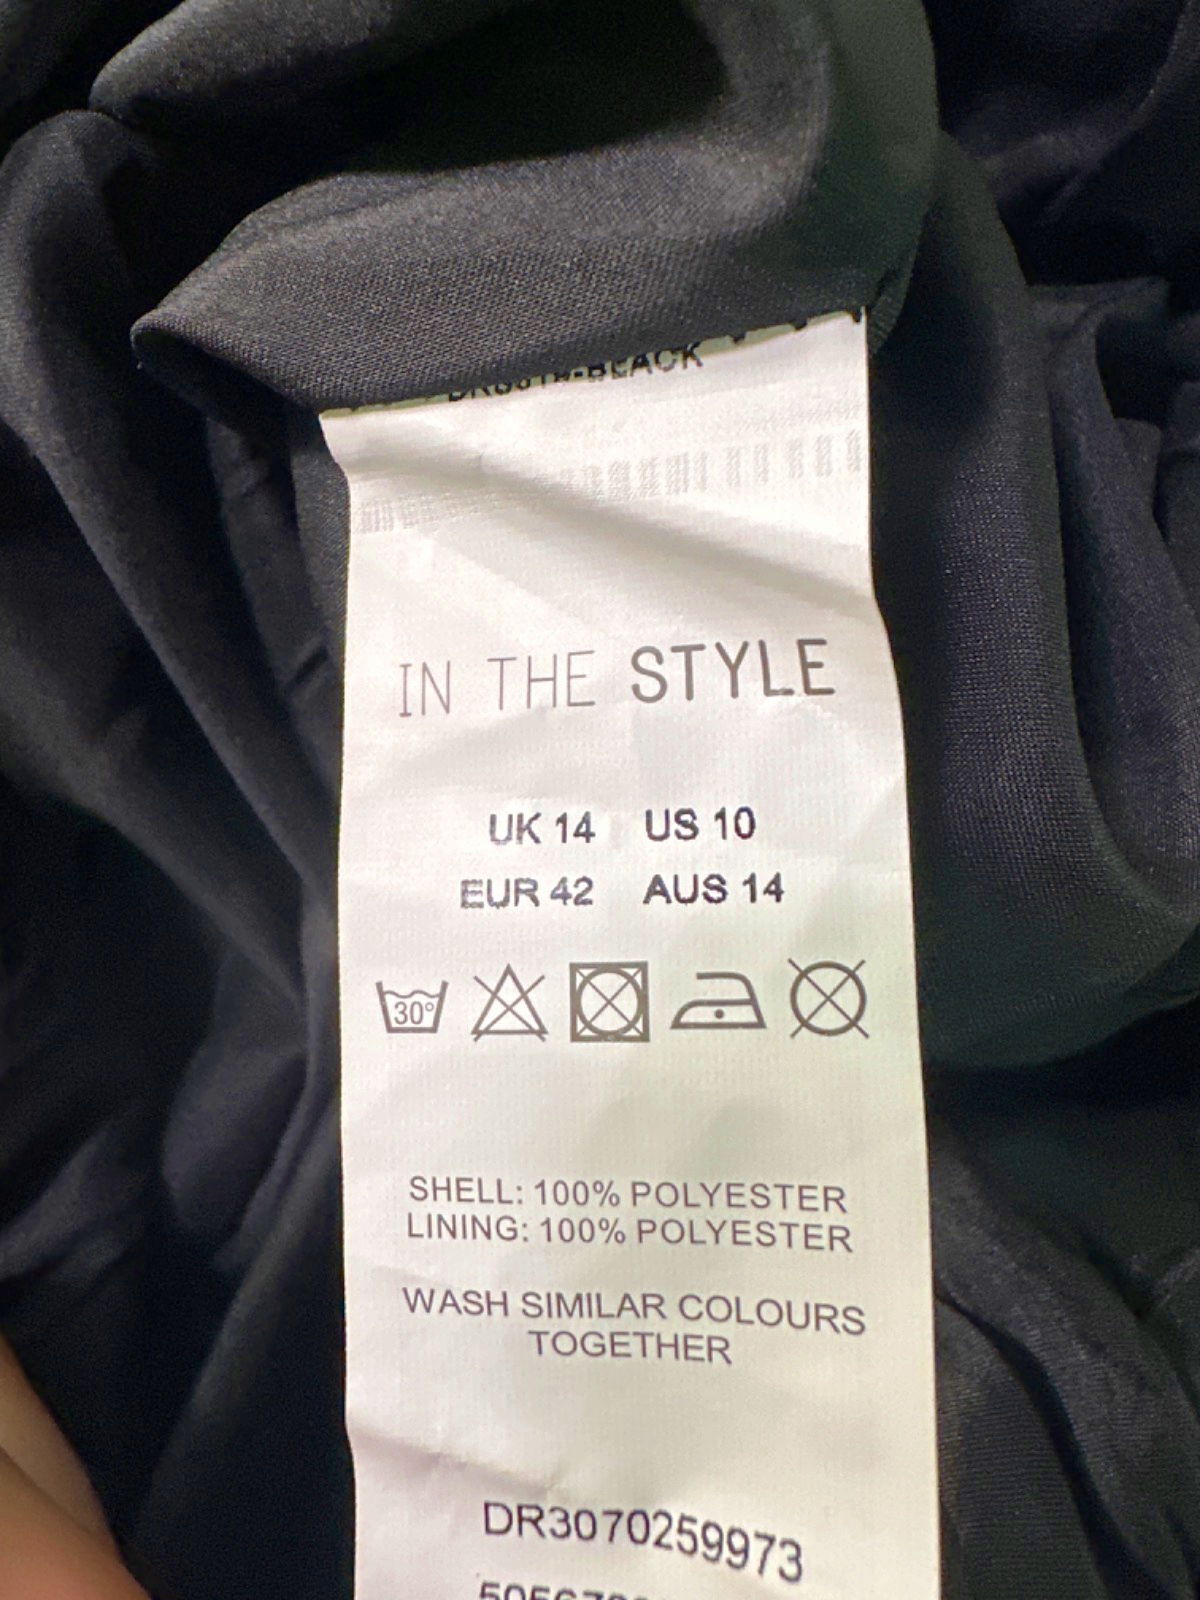 IN THE STYLE
UK 14 US 10
EUR 42 AUS 14
30°
SHELL: 100% POLYESTER
LINING: 100% POLYESTER
WASH SIMILAR COLOURS
TOGETHER
DR3070259973